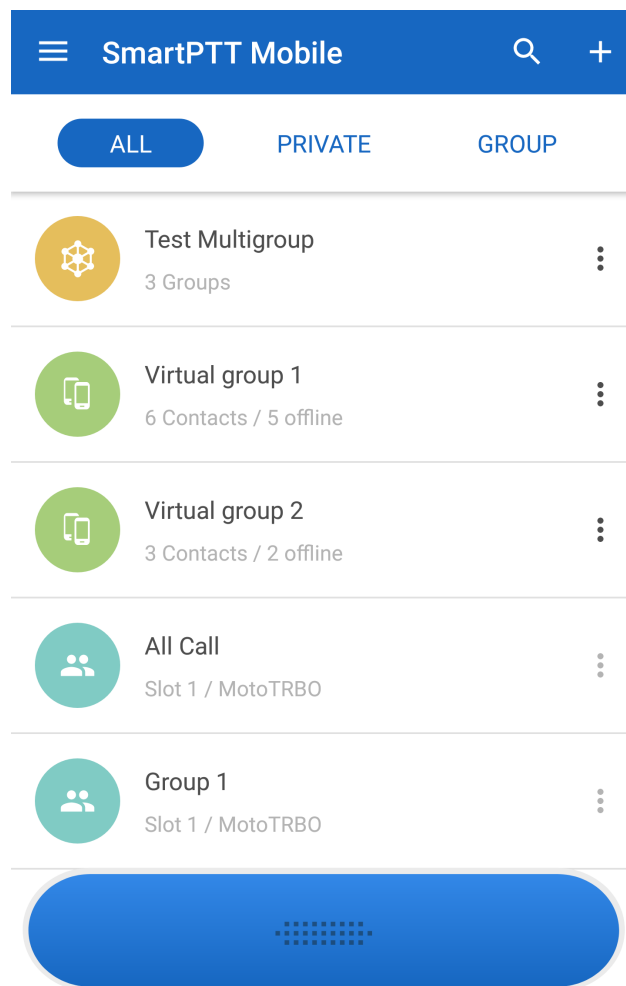 SmartPTT Mobile
ALL PRIVATE GROUP
Test Multigroup
3 Groups
Virtual group 1
6 Contacts / 5 offline
Virtual group 2
3 Contacts / 2 offline
All Call
Slot 1 / MotoTRBO
Group 1
Slot 1 / MotoTRBO